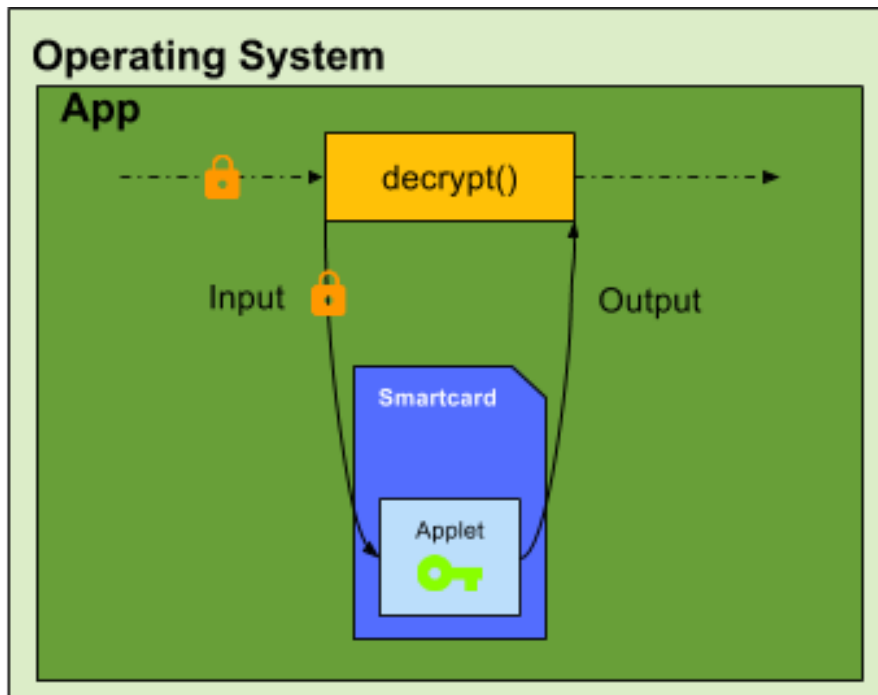 Operating System
App
decrypt()
Input
Output
Smartcard
Applet